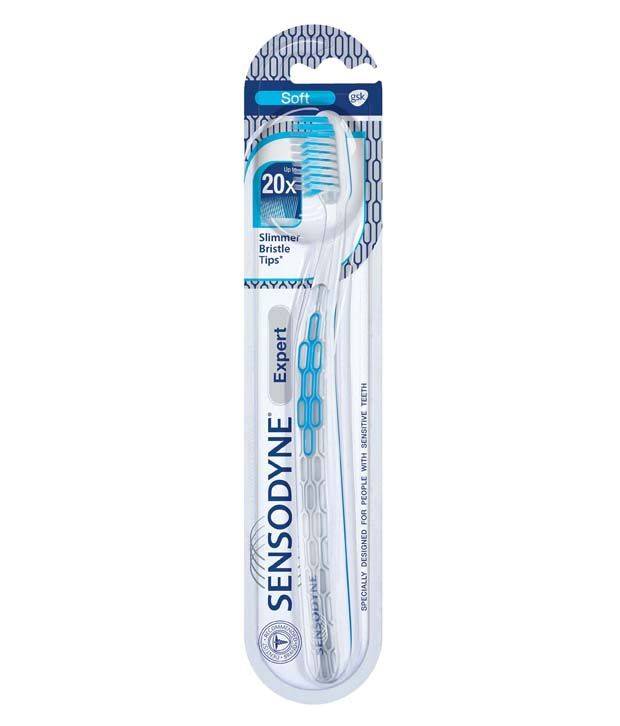 Soft
gsk
Up to
20x
Slimmer
Bristle
Tips*
Expert
SENSODYNE®
SPECIALLY DESIGNED FOR PEOPLE WITH SENSITIVE TEETH
SENSODYNE